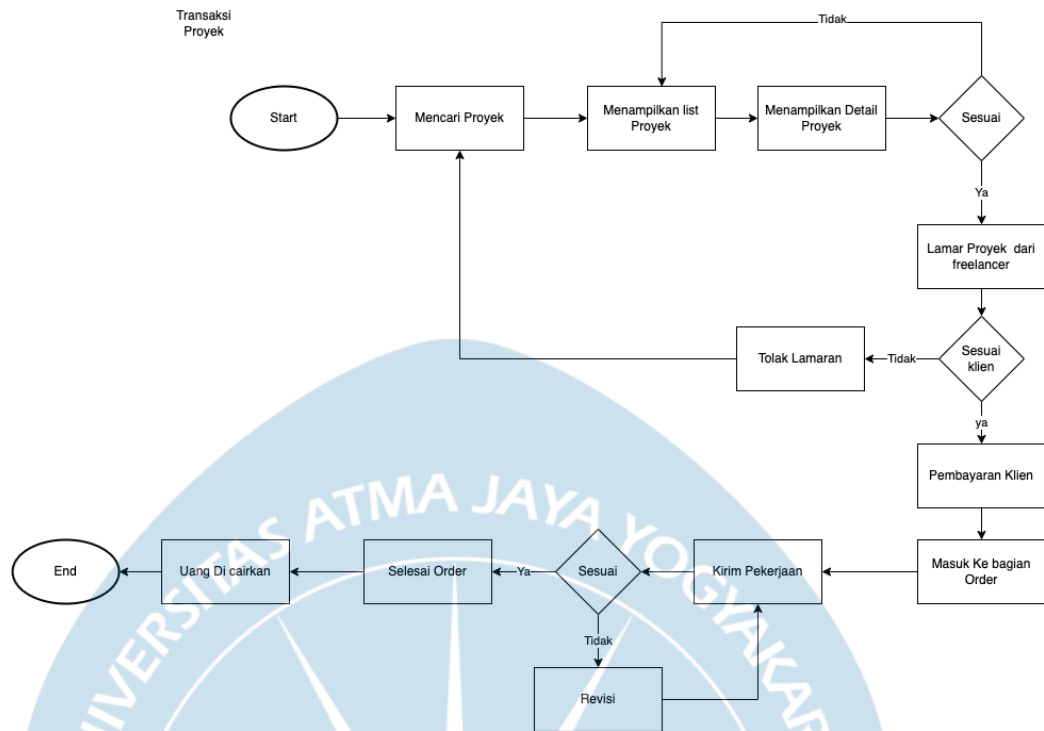 Transaksi
Proyek
Tidak
Start
Mencari Proyek
Menampilkan list
Proyek
Menampilkan Detail
Proyek
Sesuai
Ya
Lamar Proyek dari
freelancer
Tolak Lamaran
Tidak
Sesuai
klien
ya
Pembayaran Klien
UNIVERSITAS ATMA JAYA YOGYAKAR
End
Uang Di cairkan
Selesai Order
Ya
Sesuai
Kirim Pekerjaan
Masuk Ke bagian
Order
Tidak
Revisi